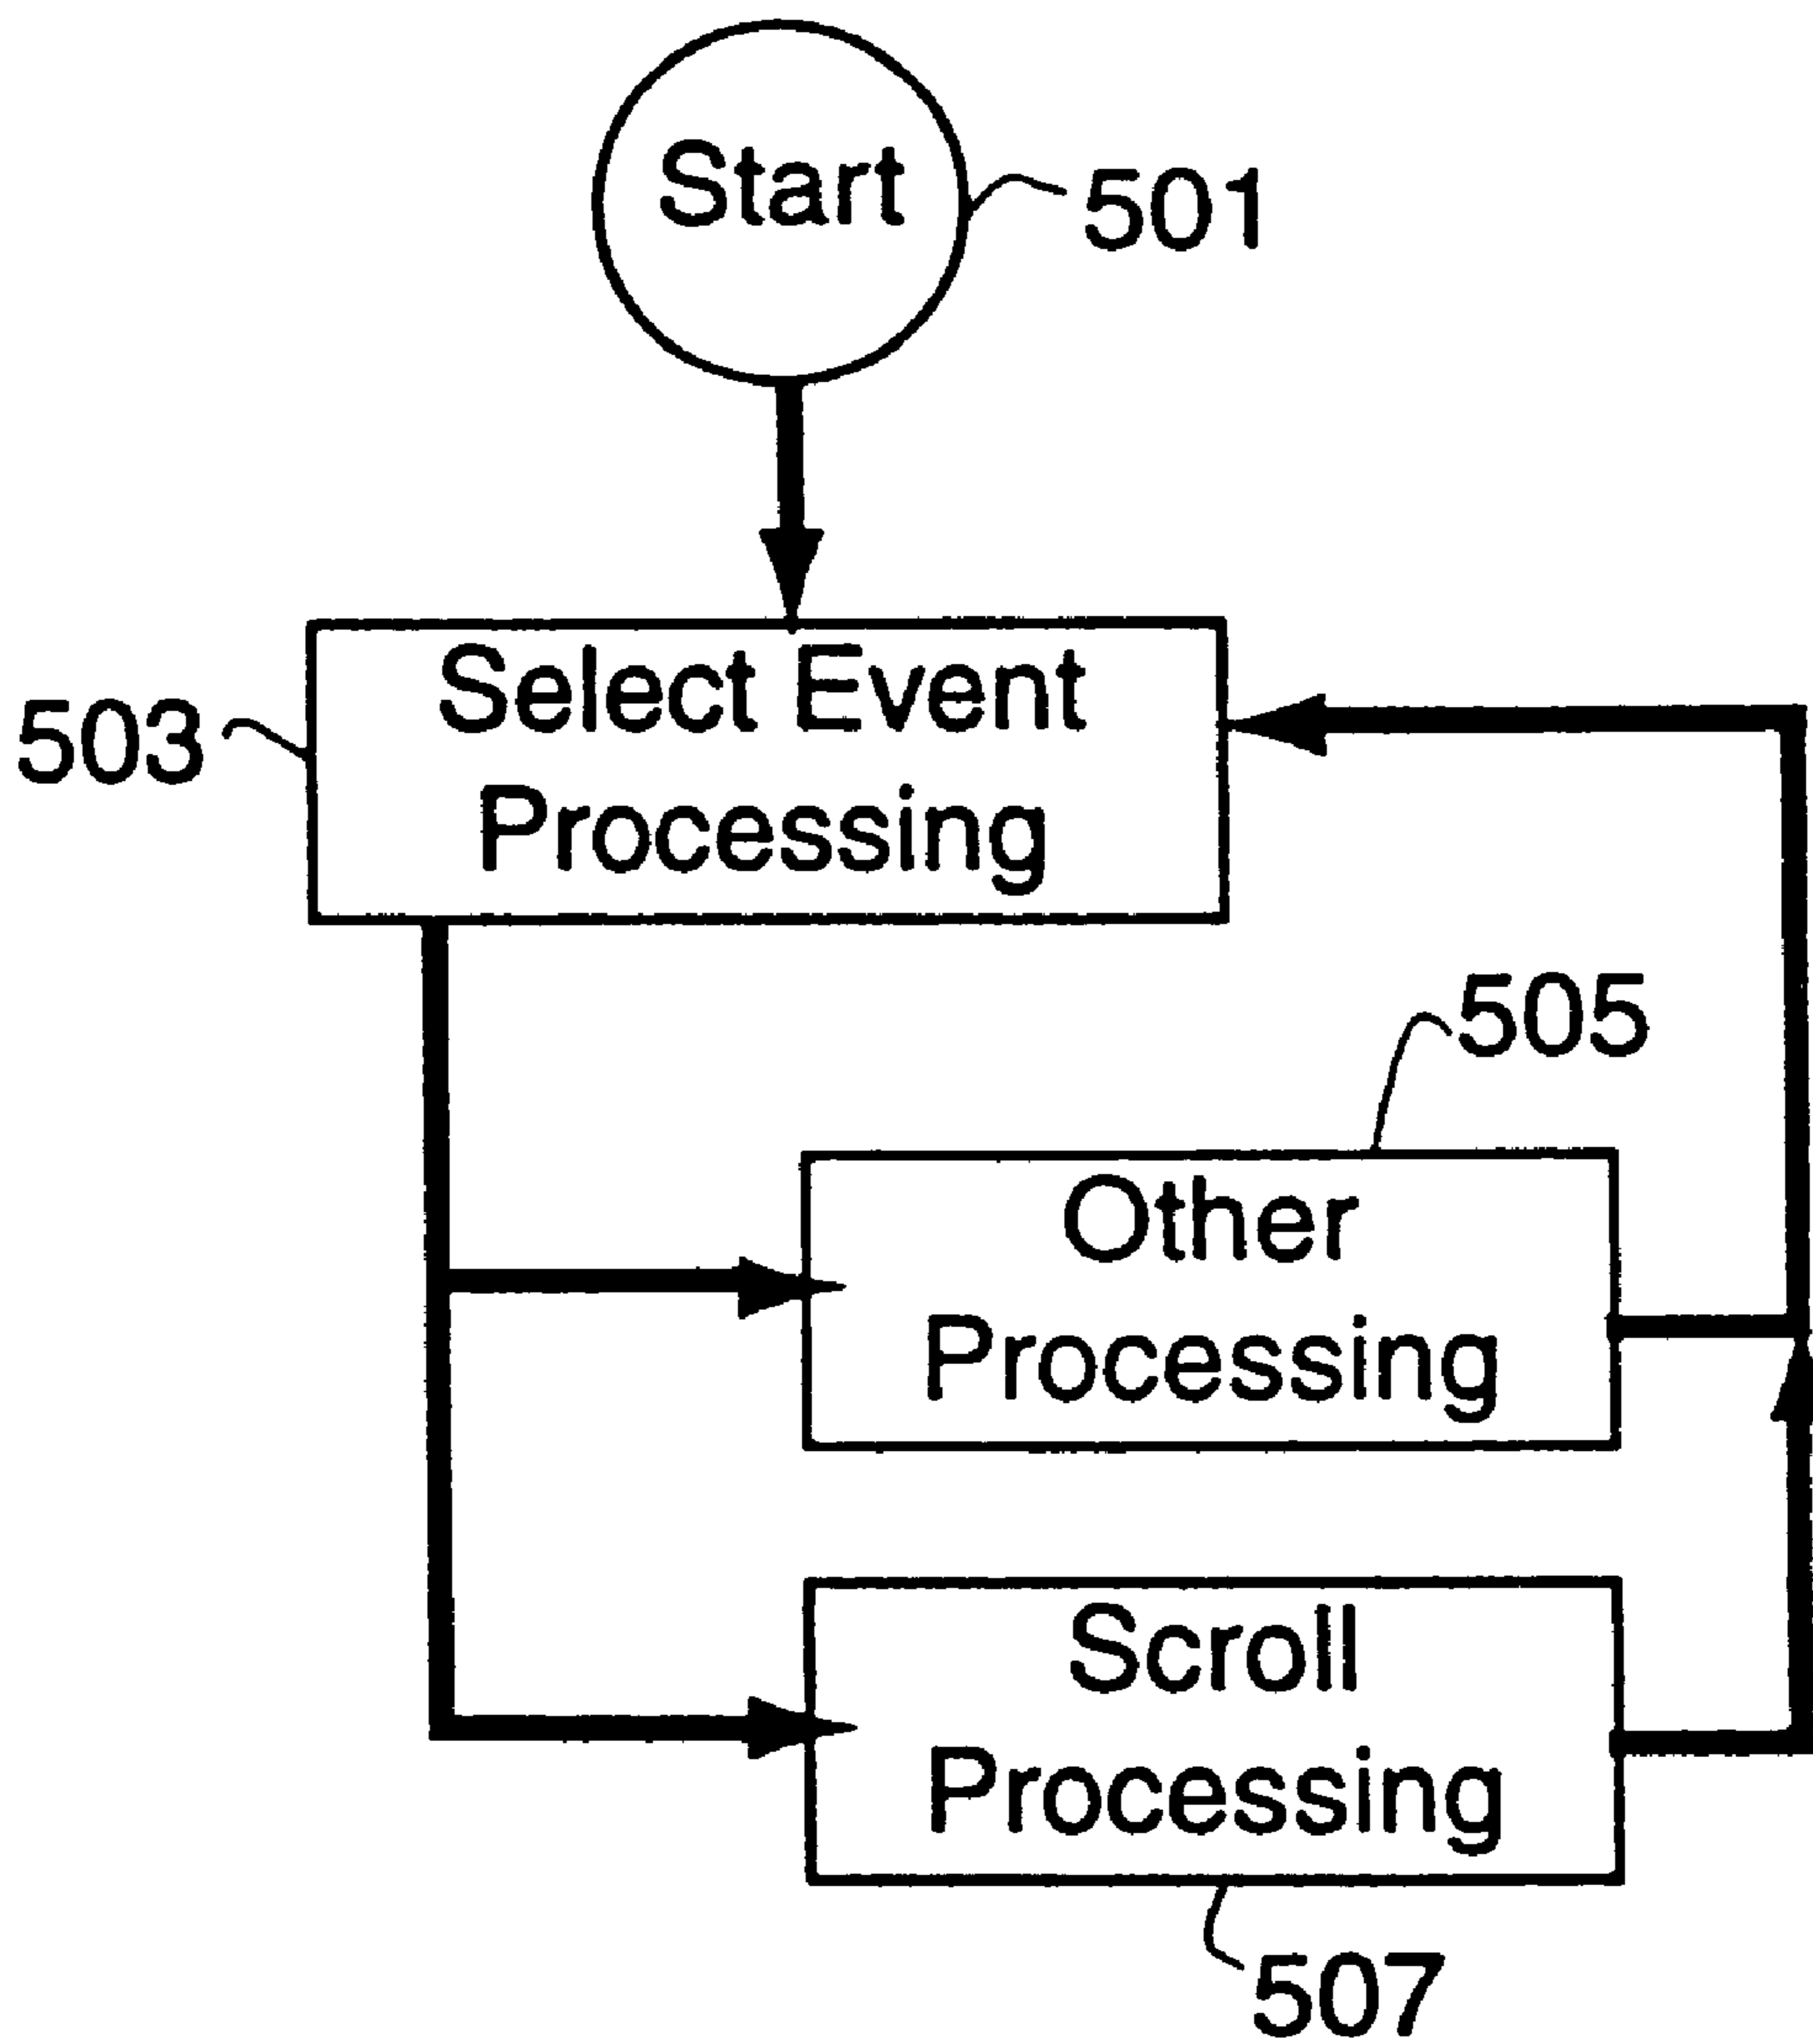 Start
501
Select Event
Processing
503
505
Other
Processing
Scroll
Processing
507